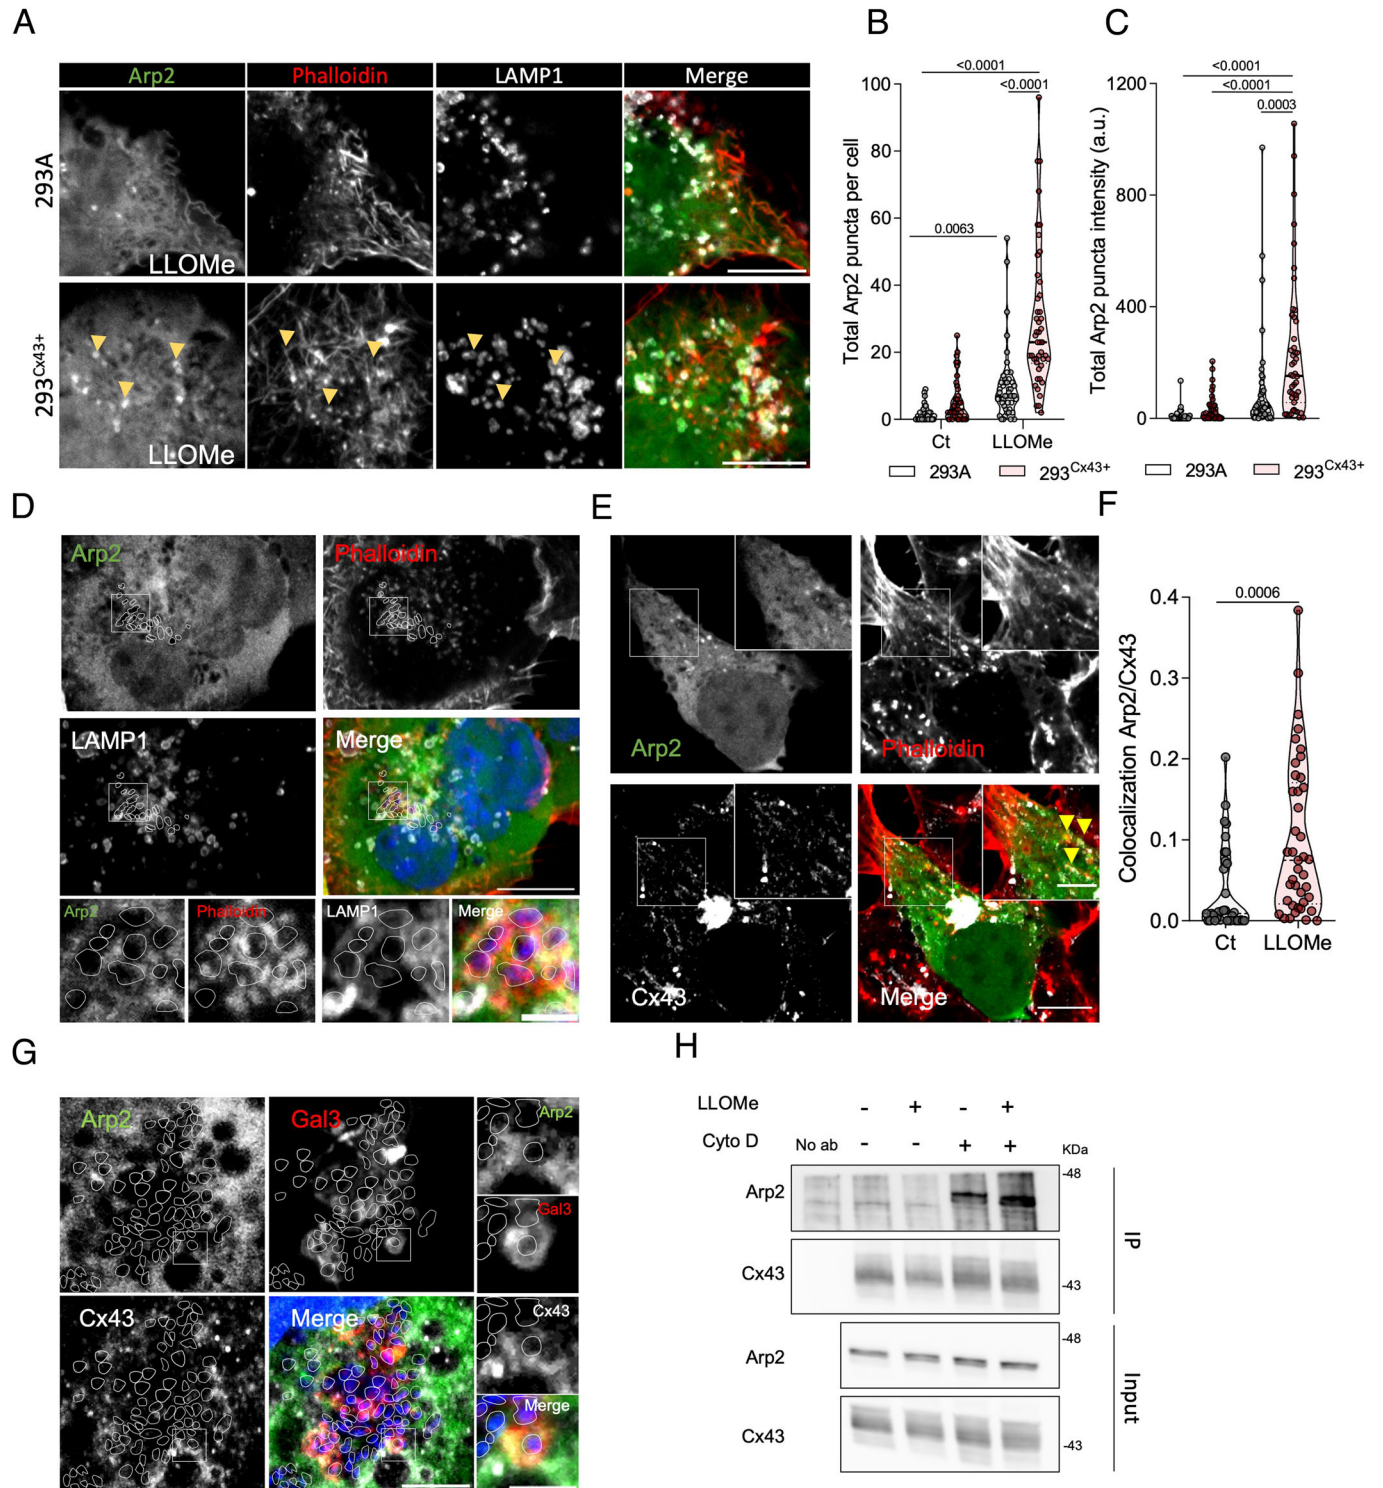 A
Arp2 Phalloidin LAMP1 Merge
293A
LLOMe
293Cx43+
LLOMe
B
Total Arp2 puncta per cell
100
80
60
40
20
0
<0.0001
<0.0001
0.0063
Ct LLOMe
293A 293Cx43+
C
Total Arp2 puncta intensity (a.u.)
1200
800
400
0
<0.0001
<0.0001
0.0003
293A 293Cx43+
D
Arp2 Phalloidin
LAMP1 Merge
Arp2 Phalloidin LAMP1 Merge
E
Arp2 Phalloidin
Cx43 Merge
F
Colocalization Arp2/Cx43
0.4
0.3
0.2
0.1
0.0
0.0006
Ct LLOMe
G
Arp2 Gal3 Arp2
Gal3
Cx43 Merge Cx43
Merge
H
LLOMe - + - +
Cyto D No ab - - + + KDa
Arp2 -48
Cx43 -43
IP
Arp2 -48
Cx43 -43
Input